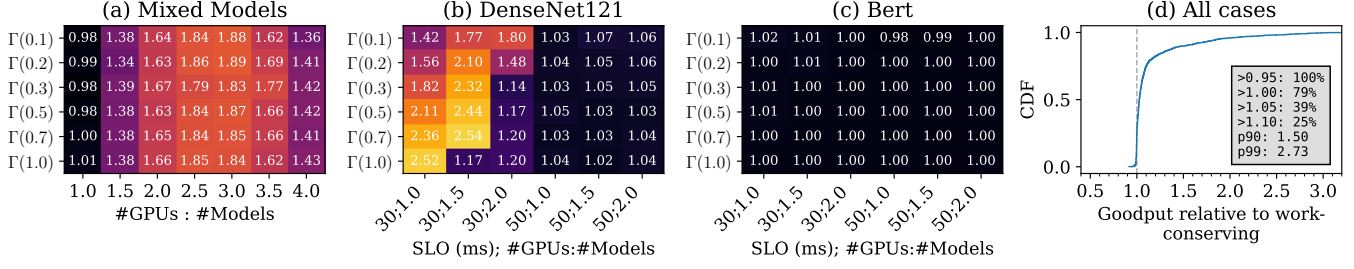 (a) Mixed Models
Γ(0.1) 0.98 1.38 1.64 1.84 1.88 1.62 1.36
Γ(0.2) 0.99 1.34 1.63 1.86 1.89 1.69 1.41
Γ(0.3) 0.98 1.39 1.67 1.79 1.83 1.77 1.42
Γ(0.5) 0.98 1.38 1.63 1.84 1.87 1.66 1.42
Γ(0.7) 1.00 1.38 1.65 1.84 1.85 1.66 1.41
Γ(1.0) 1.01 1.38 1.66 1.85 1.84 1.62 1.43
1.0 1.5 2.0 2.5 3.0 3.5 4.0
#GPUs : #Models
(b) DenseNet121
Γ(0.1) 1.42 1.77 1.80 1.03 1.07 1.06
Γ(0.2) 1.56 2.10 1.48 1.04 1.05 1.06
Γ(0.3) 1.82 2.32 1.14 1.03 1.03 1.05
Γ(0.5) 2.11 2.44 1.17 1.03 1.03 1.05
Γ(0.7) 2.36 2.54 1.20 1.03 1.03 1.04
Γ(1.0) 2.52 1.17 1.20 1.04 1.02 1.04
30;1.0 30;1.5 30;2.0 50;1.0 50;1.5 50;2.0
SLO (ms); #GPUs:#Models
(c) Bert
Γ(0.1) 1.02 1.01 1.00 0.98 0.99 1.00
Γ(0.2) 1.01 1.01 1.00 1.00 1.00 1.00
Γ(0.3) 1.01 1.00 1.00 1.00 1.00 1.00
Γ(0.5) 1.01 1.00 1.00 1.00 1.00 1.00
Γ(0.7) 1.00 1.00 1.00 1.00 1.00 1.00
Γ(1.0) 1.00 1.00 1.00 1.00 1.00 1.00
30;1.0 30;1.5 30;2.0 50;1.0 50;1.5 50;2.0
SLO (ms); #GPUs:#Models
(d) All cases
CDF
1.0
0.5
0.0
>0.95: 100%
>1.00: 79%
>1.05: 39%
>1.10: 25%
p90: 1.50
p99: 2.73
0.5 1.0 1.5 2.0 2.5 3.0
Goodput relative to work-
conserving